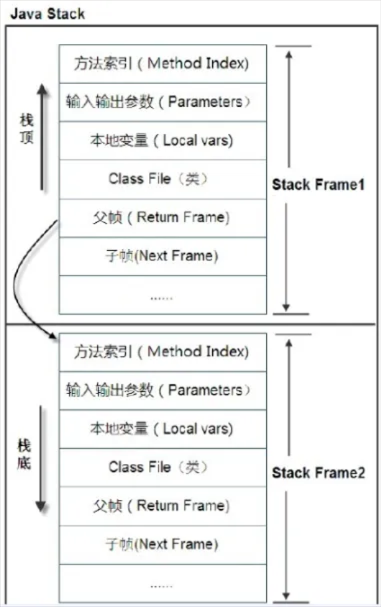 Java Stack
方法索引 ( Method Index)
输入输出参数 ( Parameters )
本地变量 ( Local vars)
Class File（类）
父帧 ( Return Frame)
子帧(Next Frame)
......
栈顶
Stack Frame1
方法索引 ( Method Index)
输入输出参数 ( Parameters )
本地变量 ( Local vars)
Class File（类）
父帧 ( Return Frame)
子帧(Next Frame)
......
栈底
Stack Frame2